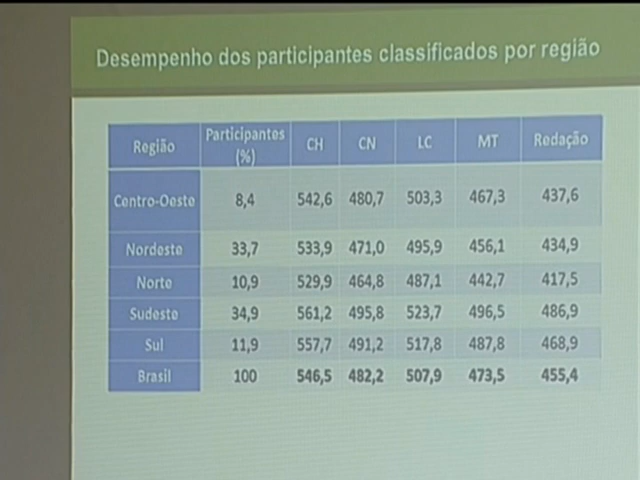 Desempenho dos participantes classificados por região
Região Participantes (%) CH CN LC MT Redação
Centro-Oeste 8,4 542,6 480,7 503,3 467,3 437,6
Nordeste 33,7 533,9 471,0 495,9 456,1 434,9
Norte 10,9 529,9 464,8 487,1 442,7 417,5
Sudeste 34,9 561,2 495,8 523,7 496,5 486,9
Sul 11,9 557,7 491,2 517,8 487,8 468,9
Brasil 100 546,5 482,2 507,9 473,5 455,4